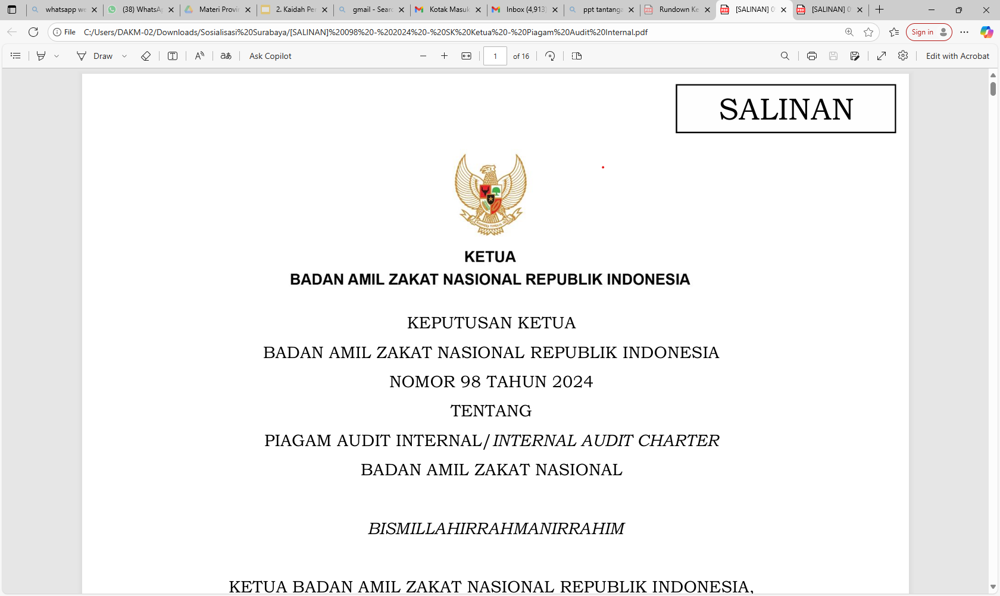 whatsapp we
(38) WhatsA
Materi Provi
2. Kaidah Per
gmail - Sear
Kotak Masuk
Inbox (4,913)
ppt tantanga
Rundown Ke
[SALINAN] 0
[SALINAN] 0
File
C:/Users/DAKM-02/Downloads/Sosialisasi%20Surabaya/[SALINAN]%20098%20-%202024%20-%20SK%20Ketua%20-%20Piagam%20Audit%20Internal.pdf
Sign in
Draw
Ask Copilot
1 of 16
Edit with Acrobat
SALINAN
KETUA
BADAN AMIL ZAKAT NASIONAL REPUBLIK INDONESIA
KEPUTUSAN KETUA
BADAN AMIL ZAKAT NASIONAL REPUBLIK INDONESIA
NOMOR 98 TAHUN 2024
TENTANG
PIAGAM AUDIT INTERNAL/INTERNAL AUDIT CHARTER
BADAN AMIL ZAKAT NASIONAL
BISMILLAHIRRAHMANIRRAHIM
KETUA BADAN AMIL ZAKAT NASIONAL REPUBLIK INDONESIA,